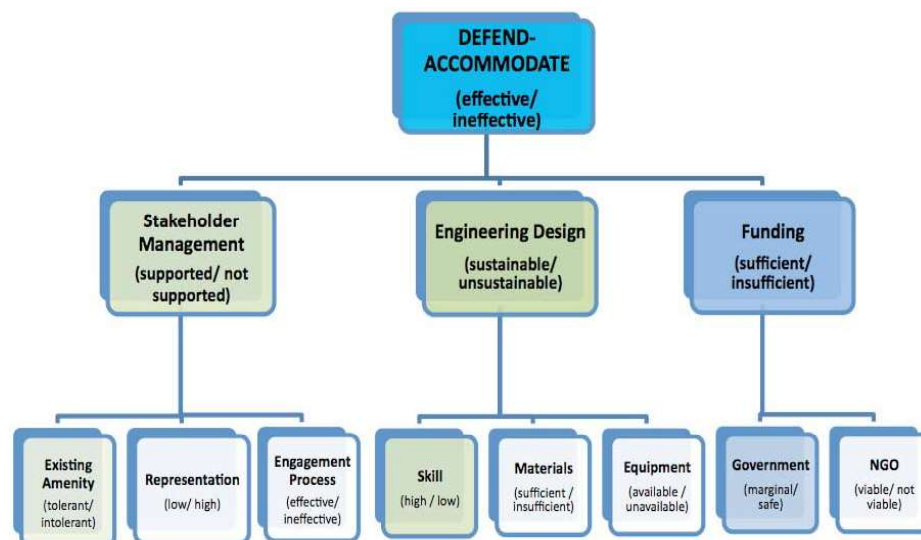 DEFEND-
ACCOMMODATE
(effective/
ineffective)
Stakeholder
Management
(supported/ not
supported)
Engineering Design
(sustainable/
unsustainable)
Funding
(sufficient/
insufficient)
Existing
Amenity
(tolerant/
intolerant)
Representation
(low/ high)
Engagement
Process
(effective/
ineffective)
Skill
(high / low)
Materials
(sufficient /
insufficient)
Equipment
(available /
unavailable)
Government
(marginal/
safe)
NGO
(viable/ not
viable)